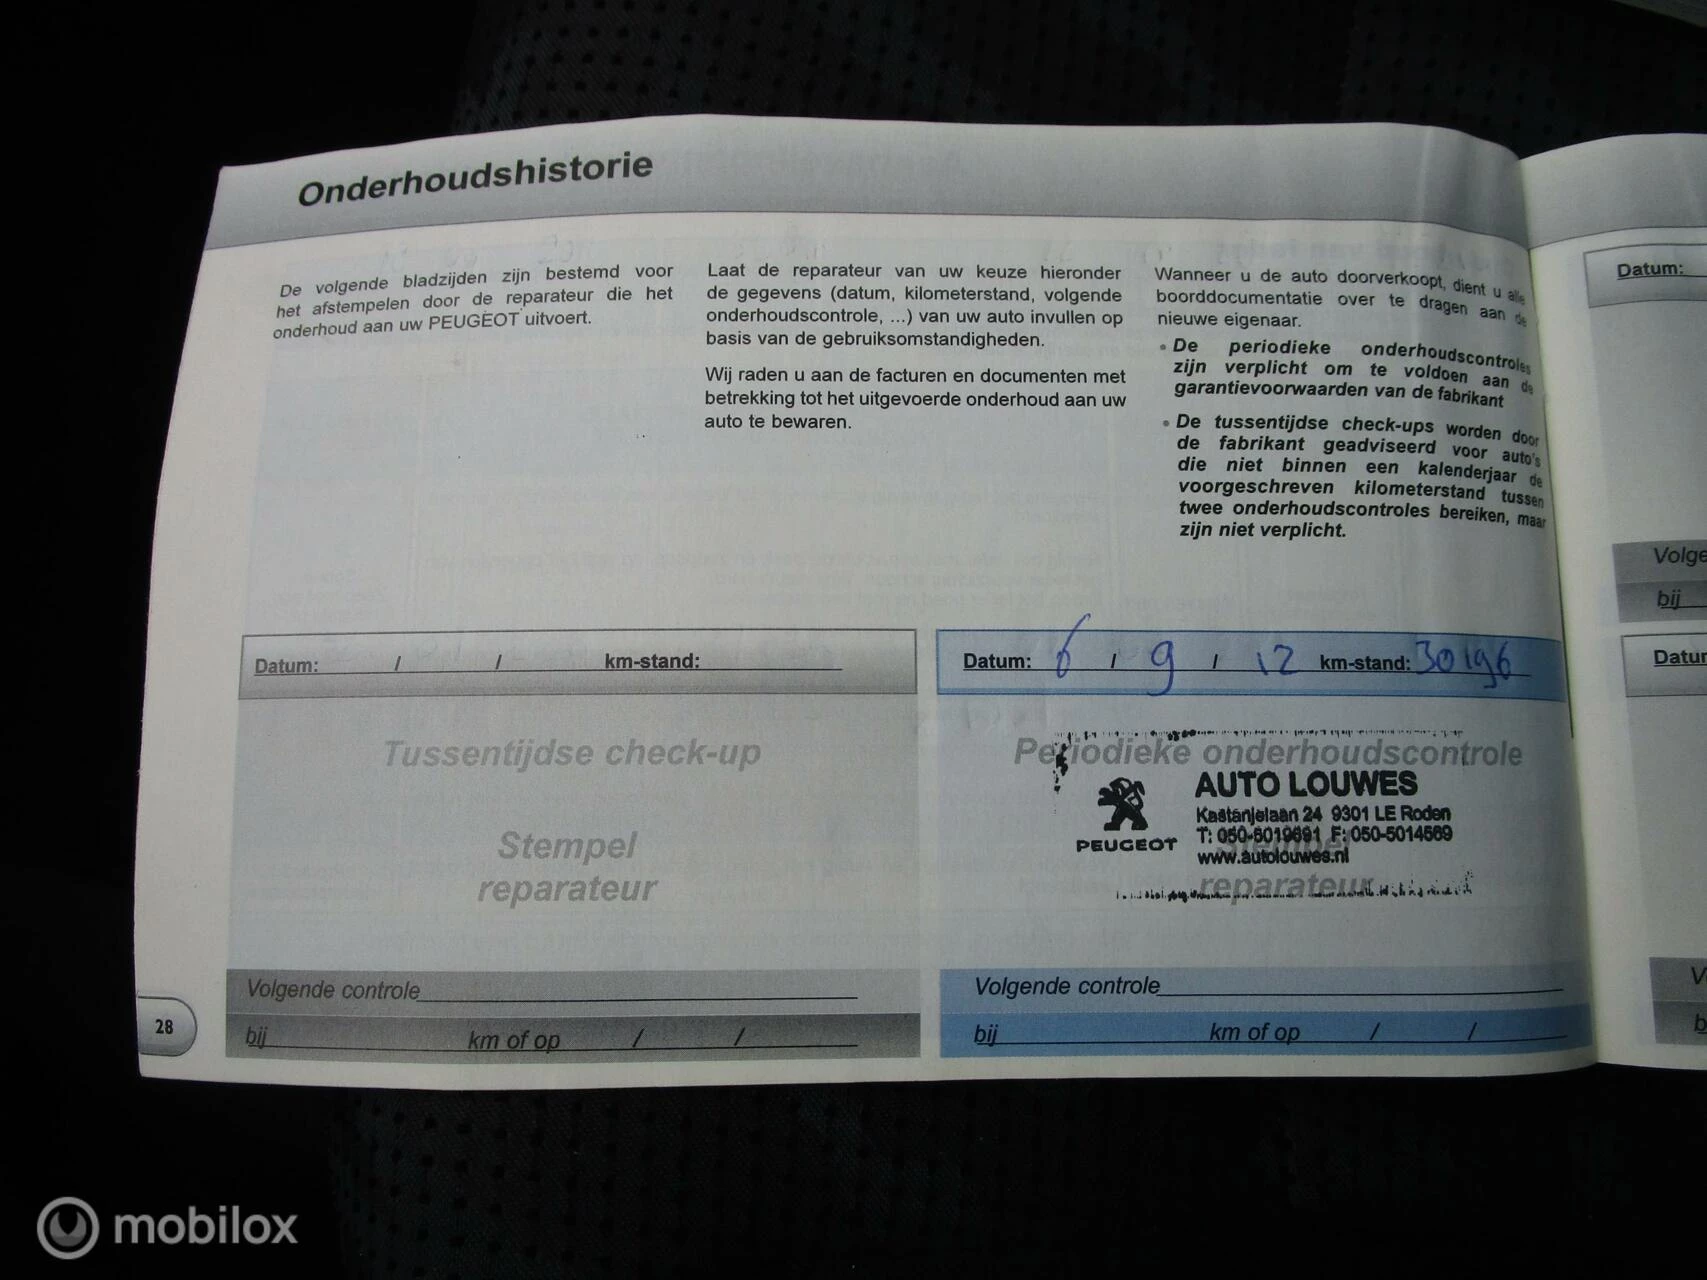 Onderhoudshistorie
De volgende bladzijden zijn bestemd voor
het afstempelen door de reparateur die het
onderhoud aan uw PEUGEOT uitvoert.
Laat de reparateur van uw keuze hieronder
de gegevens (datum, kilometerstand, volgende
onderhoudscontrole, ...) van uw auto invullen op
basis van de gebruiksomstandigheden.
Wij raden u aan de facturen en documenten met
betrekking tot het uitgevoerde onderhoud aan uw
auto te bewaren.
Wanneer u de auto doorverkoopt, dient u alle
boorddocumentatie over te dragen aan de
nieuwe eigenaar.
• De periodieke onderhoudscontroles
zijn verplicht om te voldoen aan de
garantievoorwaarden van de fabrikant
• De tussentijdse check-ups worden door
de fabrikant geadviseerd voor auto's
die niet binnen een kalenderjaar de
voorgeschreven kilometerstand tussen
twee onderhoudscontroles bereiken, maar
zijn niet verplicht.
Datum: / / km-stand:
Tussentijdse check-up
Stempel
reparateur
Volgende controle
bij km of op / /
Datum: 6 / 9 / 12 km-stand: 30196
Periodieke onderhoudscontrole
AUTO LOUWES
Kastanjelaan 24 9301 LE Roden
T: 050-5019691 F: 050-5014569
www.autolouwes.nl
PEUGEOT
Stempel
reparateur
Volgende controle
bij km of op / /
28
Datum:
Volge
bij
Datum
V
b
mobilox